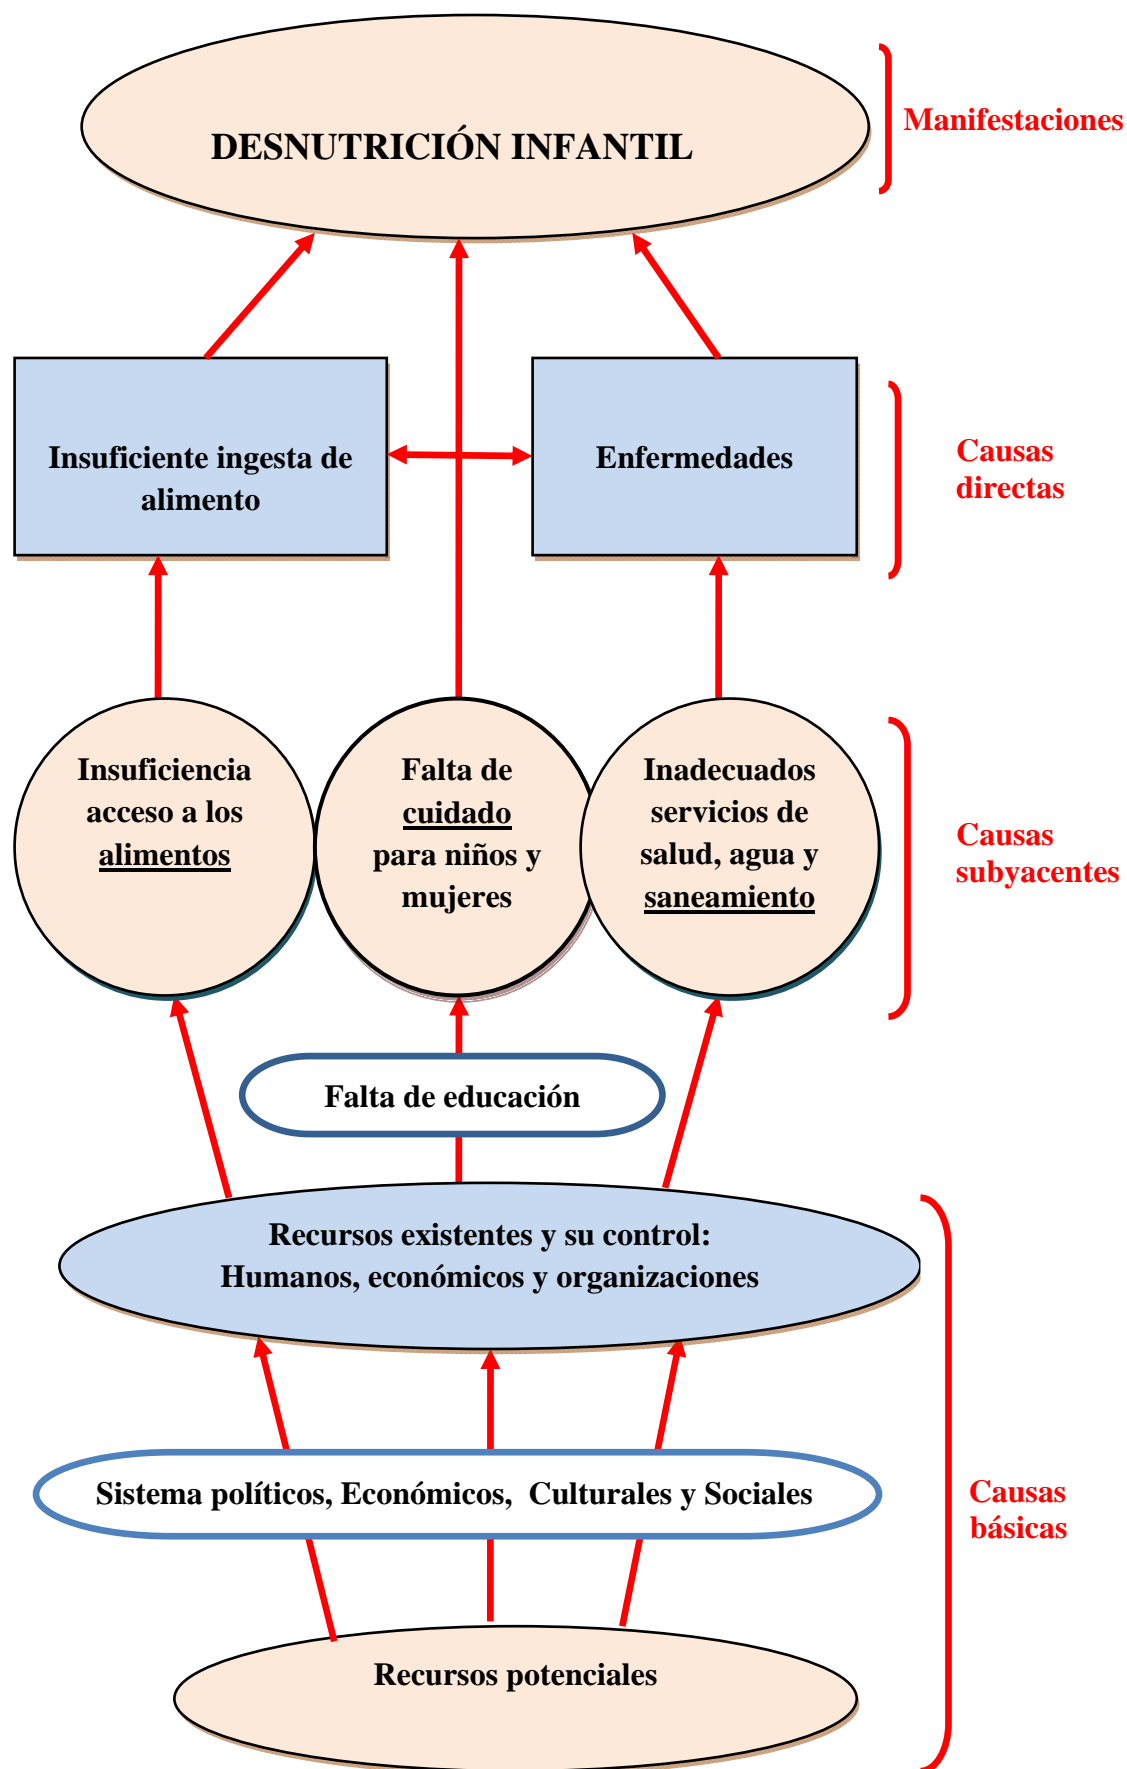 DESNUTRICIÓN INFANTIL
Manifestaciones
Insuficiente ingesta de
alimento
Enfermedades
Causas
directas
Insuficiencia
acceso a los
alimentos
Falta de
cuidado
para niños y
mujeres
Inadecuados
servicios de
salud, agua y
saneamiento
Causas
subyacentes
Falta de educación
Recursos existentes y su control:
Humanos, económicos y organizaciones
Sistema políticos, Económicos, Culturales y Sociales
Causas
básicas
Recursos potenciales